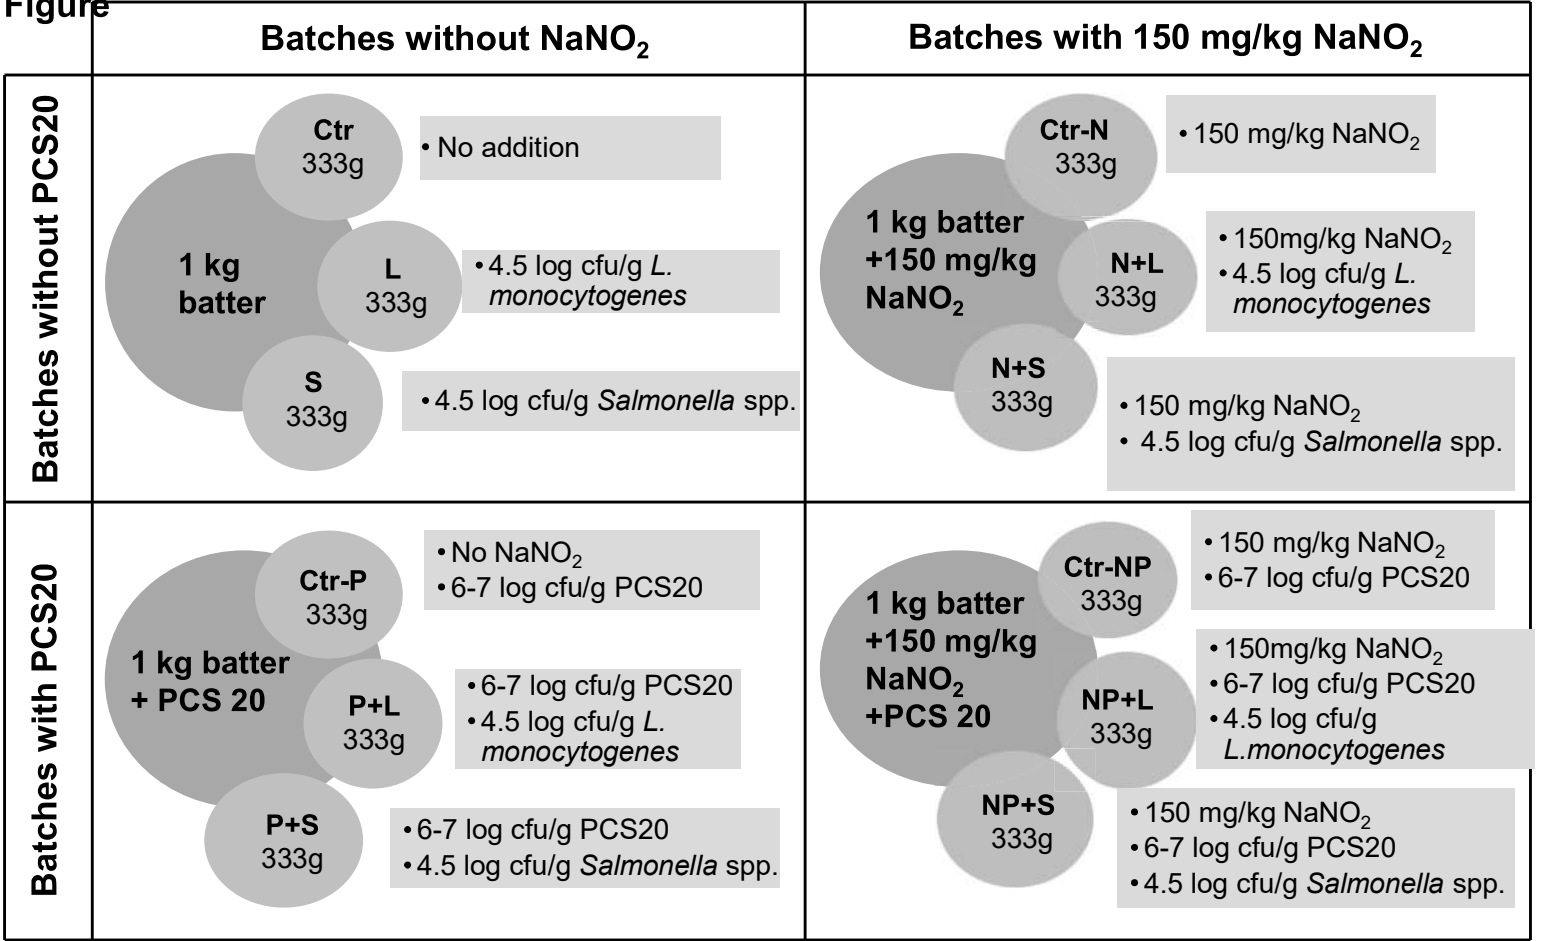 Figure
Batches without NaNO₂
Batches with 150 mg/kg NaNO₂
Batches without PCS20
Ctr
333g
• No addition
1 kg
batter
L
333g
• 4.5 log cfu/g L.
monocytogenes
S
333g
• 4.5 log cfu/g Salmonella spp.
Ctr-N
333g
• 150 mg/kg NaNO₂
1 kg batter
+150 mg/kg
NaNO₂
N+L
333g
• 150mg/kg NaNO₂
• 4.5 log cfu/g L.
monocytogenes
N+S
333g
• 150 mg/kg NaNO₂
• 4.5 log cfu/g Salmonella spp.
Batches with PCS20
Ctr-P
333g
• No NaNO₂
• 6-7 log cfu/g PCS20
1 kg batter
+ PCS 20
P+L
333g
• 6-7 log cfu/g PCS20
• 4.5 log cfu/g L.
monocytogenes
P+S
333g
• 6-7 log cfu/g PCS20
• 4.5 log cfu/g Salmonella spp.
Ctr-NP
333g
• 150 mg/kg NaNO₂
• 6-7 log cfu/g PCS20
1 kg batter
+150 mg/kg
NaNO₂
+PCS 20
NP+L
333g
• 150mg/kg NaNO₂
• 6-7 log cfu/g PCS20
• 4.5 log cfu/g
L.monocytogenes
NP+S
333g
• 150 mg/kg NaNO₂
• 6-7 log cfu/g PCS20
• 4.5 log cfu/g Salmonella spp.